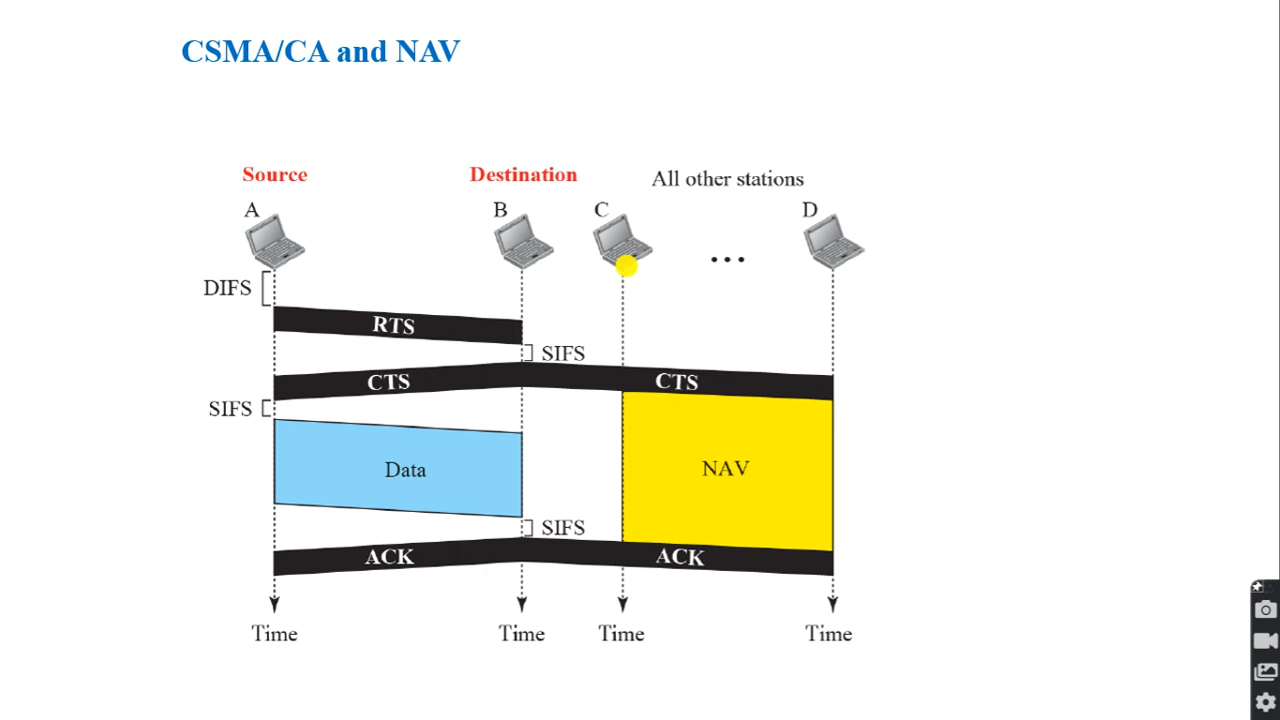 CSMA/CA and NAV
Source
Destination
All other stations
A
B
C
D
...
DIFS
RTS
SIFS
CTS
CTS
SIFS
Data
NAV
SIFS
ACK
ACK
Time
Time
Time
Time